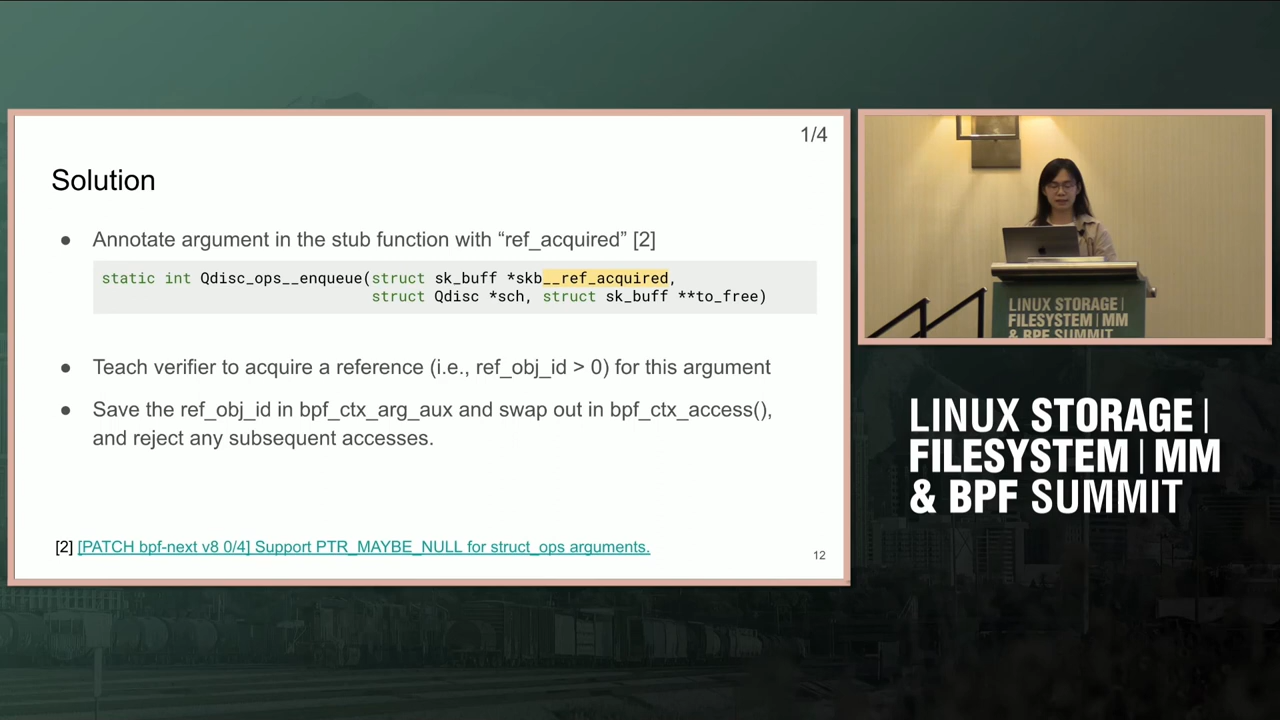 1/4
Solution
● Annotate argument in the stub function with “ref_acquired” [2]
static int Qdisc_ops__enqueue(struct sk_buff *skb__ref_acquired,
struct Qdisc *sch, struct sk_buff **to_free)
● Teach verifier to acquire a reference (i.e., ref_obj_id > 0) for this argument
● Save the ref_obj_id in bpf_ctx_arg_aux and swap out in bpf_ctx_access(),
and reject any subsequent accesses.
[2] [PATCH bpf-next v8 0/4] Support PTR_MAYBE_NULL for struct_ops arguments.
12
LINUX STORAGE |
FILESYSTEM | MM
& BPF SUMMIT
LINUX STORAGE |
FILESYSTEM | MM
& BPF SUMMIT